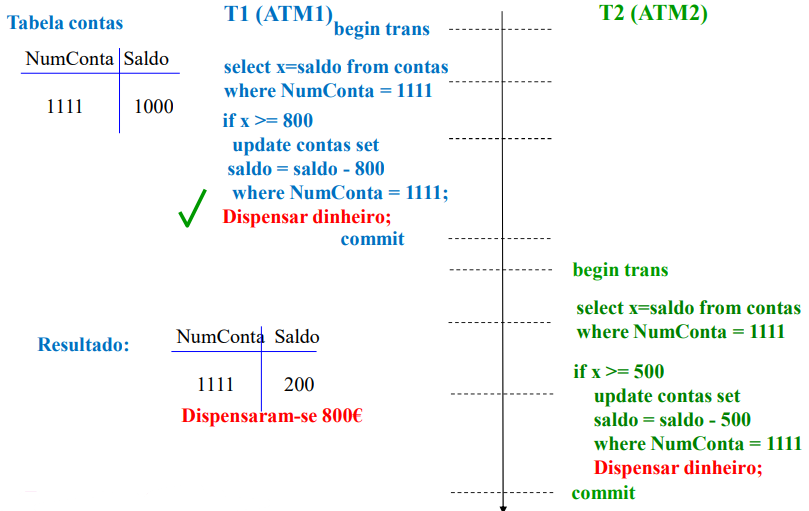 Tabela contas
NumConta Saldo
1111 1000
T1 (ATM1)
begin trans
select x=saldo from contas
where NumConta = 1111
if x >= 800
update contas set
saldo = saldo - 800
where NumConta = 1111;
Dispensar dinheiro;
commit
T2 (ATM2)
begin trans
select x=saldo from contas
where NumConta = 1111
if x >= 500
update contas set
saldo = saldo - 500
where NumConta = 1111
Dispensar dinheiro;
commit
Resultado:
NumConta Saldo
1111 200
Dispensaram-se 800€